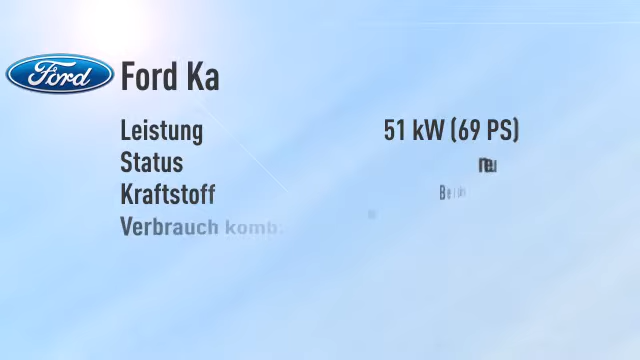 Ford
Ford Ka
Leistung 51 kW (69 PS)
Status
Kraftstoff
Verbrauch komb.